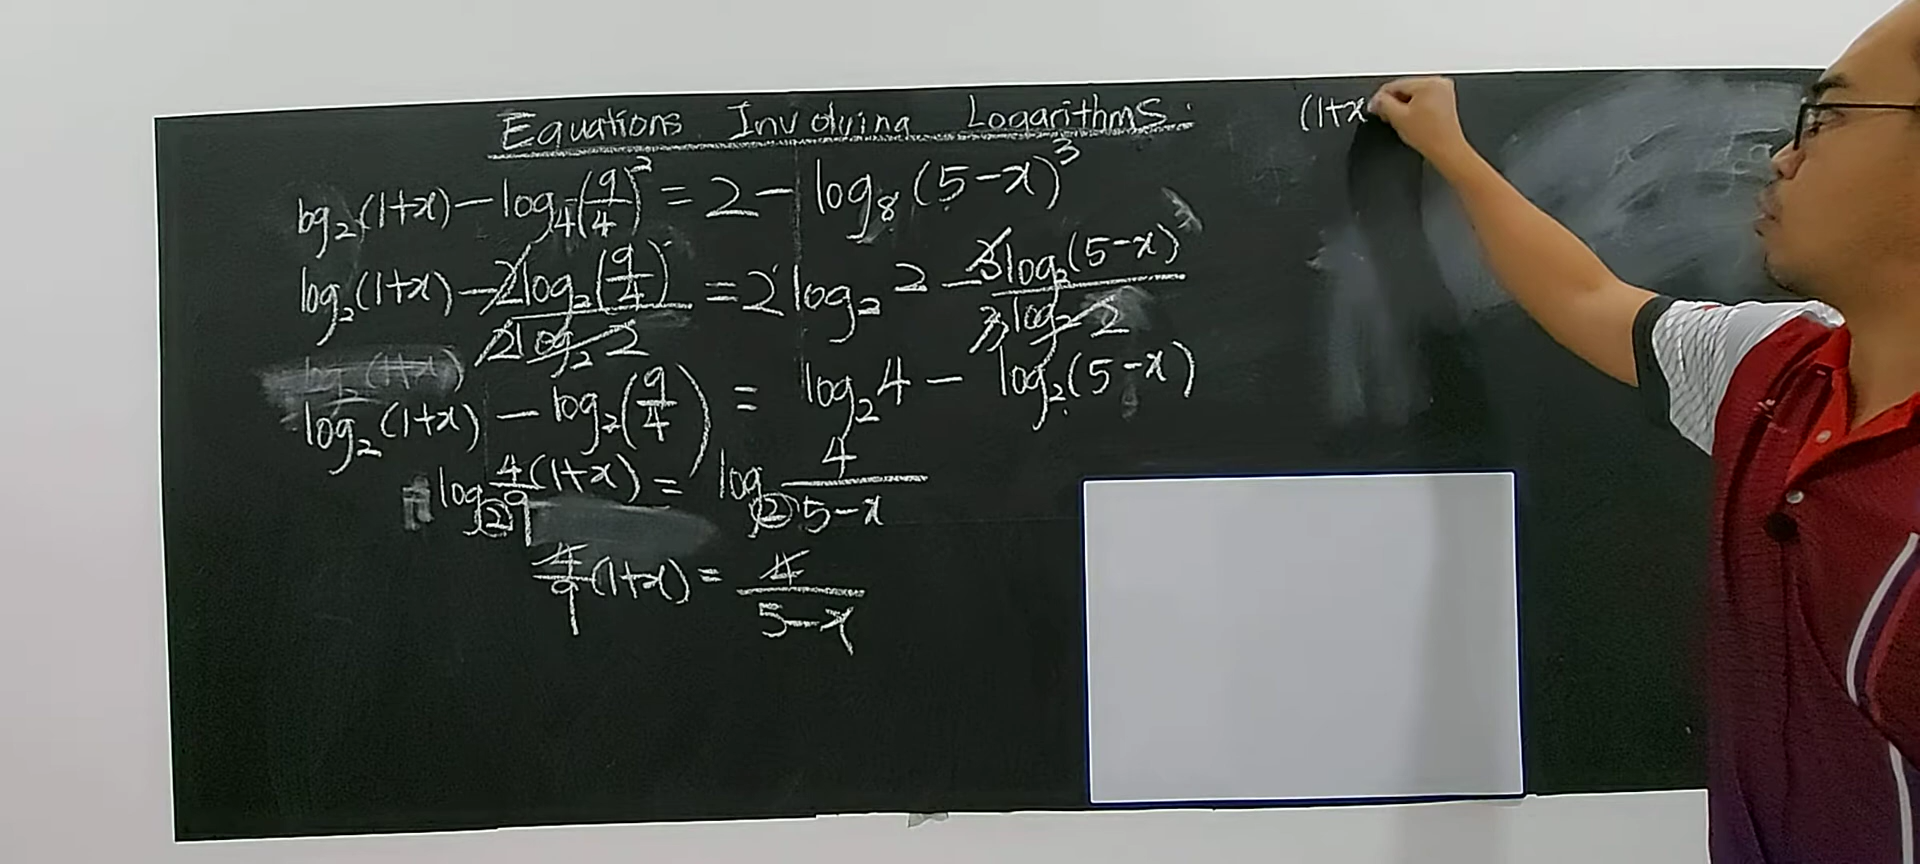 Equations Involving Logarithms.
log₂(1+x) − log₄(9/4)² = 2 − log₈(5−x)³
log₂(1+x) − 2log₂(9/4) / 2log₂2 = 2log₂2 − 3log₂(5−x) / 3log₂2
log₂(1+x)
log₂(1+x) − log₂(9/4) = log₂4 − log₂(5−x)
log₂ 4/9 (1+x) = log₂ 4/5−x
4/9 (1+x) = 4/5−x
(1+x